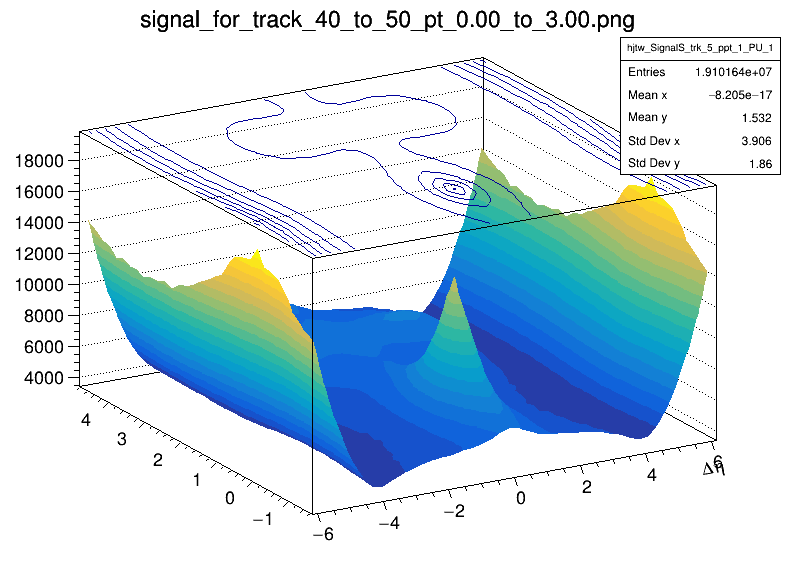 signal_for_track_40_to_50_pt_0.00_to_3.00.png
hjtw_SignalS_trk_5_ppt_1_PU_1
Entries 1.910164e+07
Mean x −8.205e−17
Mean y 1.532
Std Dev x 3.906
Std Dev y 1.86
18000
16000
14000
12000
10000
8000
6000
4000
4
3
2
1
0
−1
−6
−4
−2
0
2
4
6
Δη